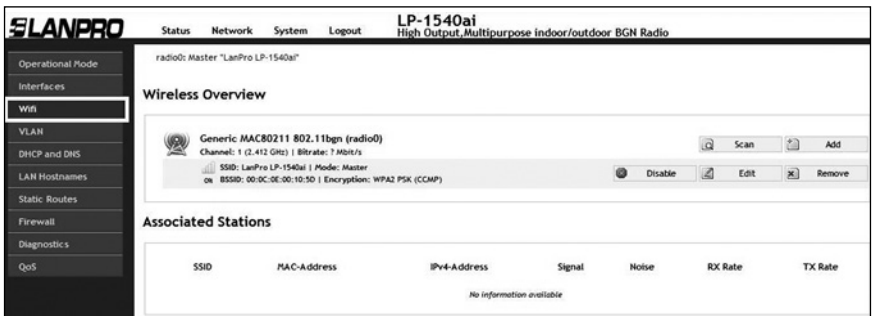 LANPRO
Status Network System Logout
LP-1540ai
High Output,Multipurpose indoor/outdoor BGN Radio
Operational Mode
Interfaces
Wifi
VLAN
DHCP and DNS
LAN Hostnames
Static Routes
Firewall
Diagnostics
QoS
radio0: Master "LanPro LP-1540ai"
Wireless Overview
Generic MAC80211 802.11bgn (radio0)
Channel: 1 (2.412 GHz) | Bitrate: ? Mbit/s
Scan Add
SSID: LanPro LP-1540ai | Mode: Master
0% BSSID: 00:0C:0E:00:10:50 | Encryption: WPA2 PSK (CCMP)
Disable Edit Remove
Associated Stations
SSID MAC-Address IPv4-Address Signal Noise RX Rate TX Rate
No information available